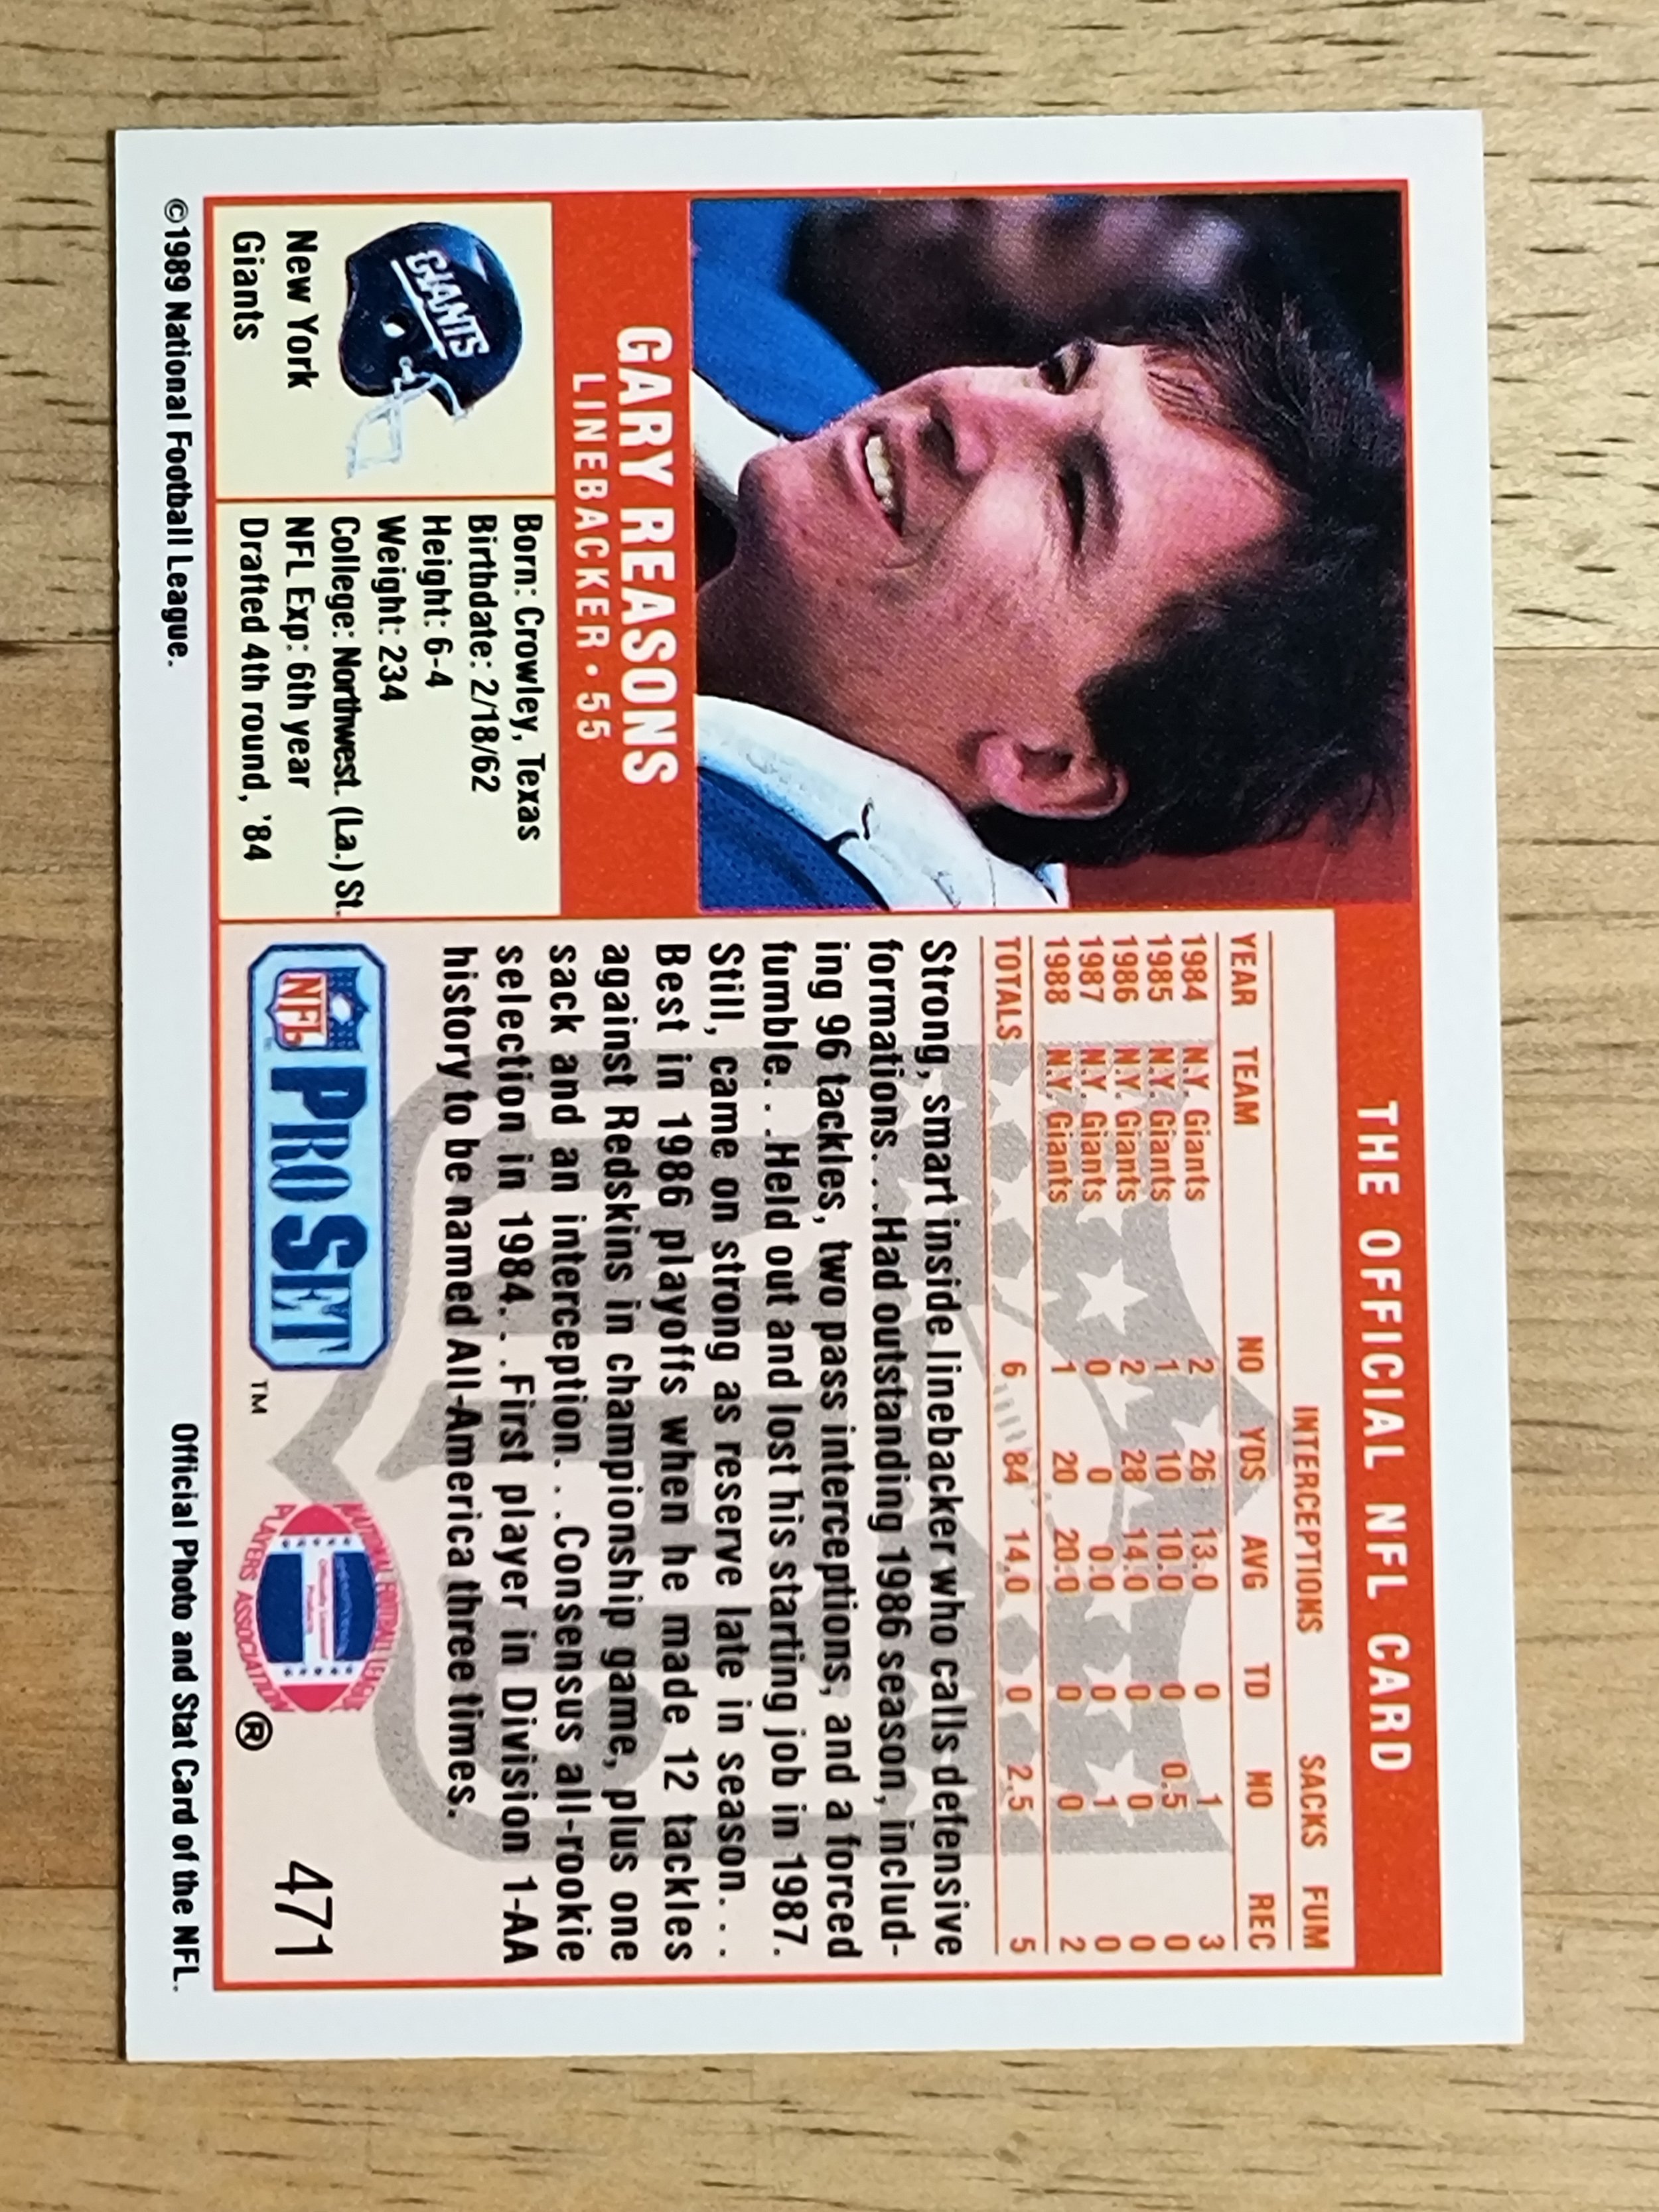 THE OFFICIAL NFL CARD
GARY REASONS
LINEBACKER · 55
GIANTS
New York
Giants
Born: Crowley, Texas
Birthdate: 2/18/62
Height: 6-4
Weight: 234
College: Northwest. (La.) St.
NFL Exp: 6th year
Drafted 4th round, '84
INTERCEPTIONS SACKS FUM
YEAR TEAM NO YDS AVG TD NO REC
1984 N.Y. Giants 2 26 13.0 0 1 3
1985 N.Y. Giants 1 10 10.0 0 0.5 0
1986 N.Y. Giants 2 28 14.0 0 0 0
1987 N.Y. Giants 0 0 0.0 0 1 0
1988 N.Y. Giants 1 20 20.0 0 0 2
TOTALS 6 84 14.0 0 2.5 5
Strong, smart inside linebacker who calls defensive
formations. . .Had outstanding 1986 season, includ-
ing 96 tackles, two pass interceptions, and a forced
fumble. . .Held out and lost his starting job in 1987.
Still, came on strong as reserve late in season. . .
Best in 1986 playoffs when he made 12 tackles
against Redskins in championship game, plus one
sack and an interception. . .Consensus all-rookie
selection in 1984. . .First player in Division 1-AA
history to be named All-America three times.
NFL PRO SET ™
NATIONAL FOOTBALL LEAGUE
PLAYERS ASSOCIATION ®
471
©1989 National Football League.
Official Photo and Stat Card of the NFL.